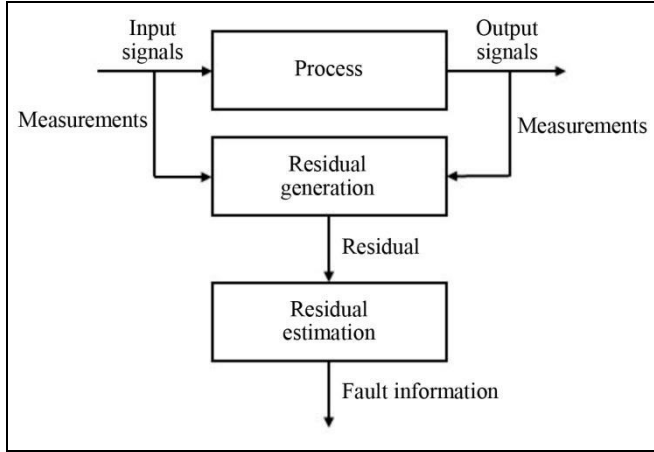 Input
signals
Output
signals
Process
Measurements
Measurements
Residual
generation
Residual
Residual
estimation
Fault information